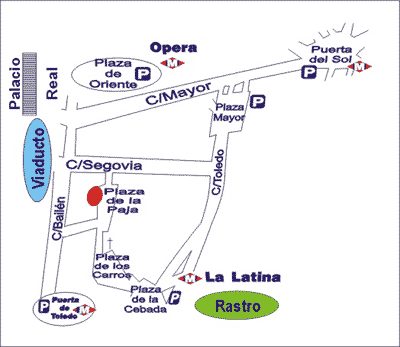 Opera
M
Puerta
del Sol
P
M
Plaza
de
Oriente
P
Palacio
Real
C/Mayor
P
Plaza
Mayor
Viaducto
C/Segovia
C/Toledo
Plaza
de la
Paja
C/Bailén
Plaza
de los
Carros
M
La Latina
Plaza
de la
Cebada
P
Rastro
P
Puerta
de
Toledo
M